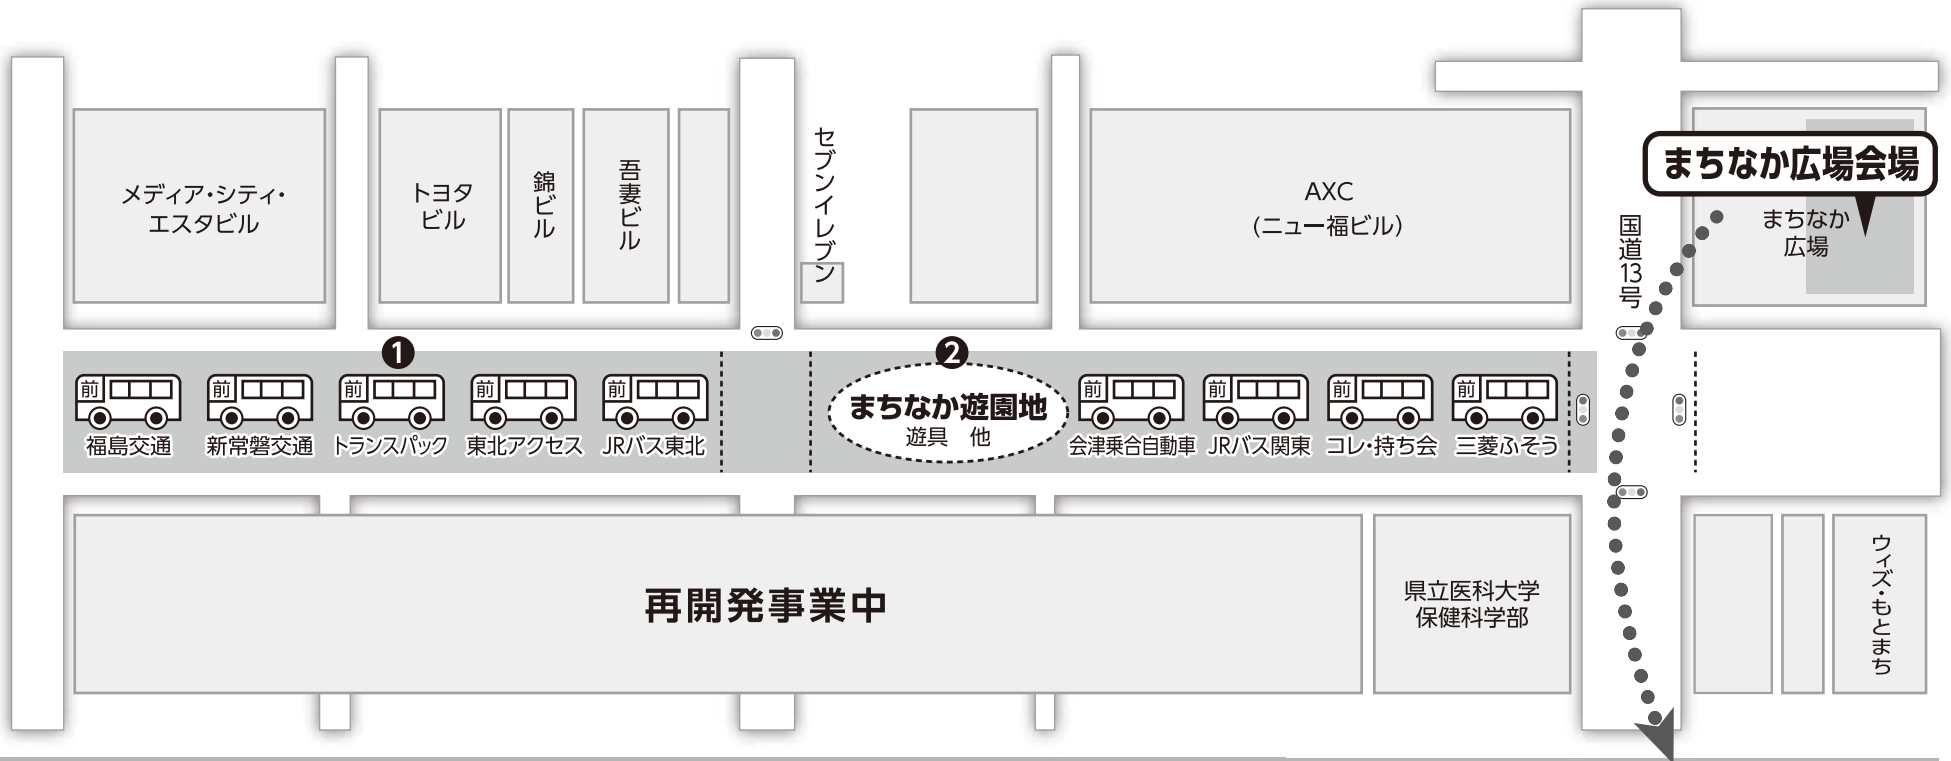 メディア・シティ・
エスタビル
トヨタ
ビル
錦ビル
吾妻ビル
セブンイレブン
AXC
(ニュー福ビル)
国道13号
まちなか広場会場
まちなか
広場
1
前
福島交通
前
新常磐交通
前
トランスパック
前
東北アクセス
前
JRバス東北
2
まちなか遊園地
遊具　他
前
会津乗合自動車
前
JRバス関東
前
コレ・持ち会
前
三菱ふそう
再開発事業中
県立医科大学
保健科学部
ウィズ・もとまち